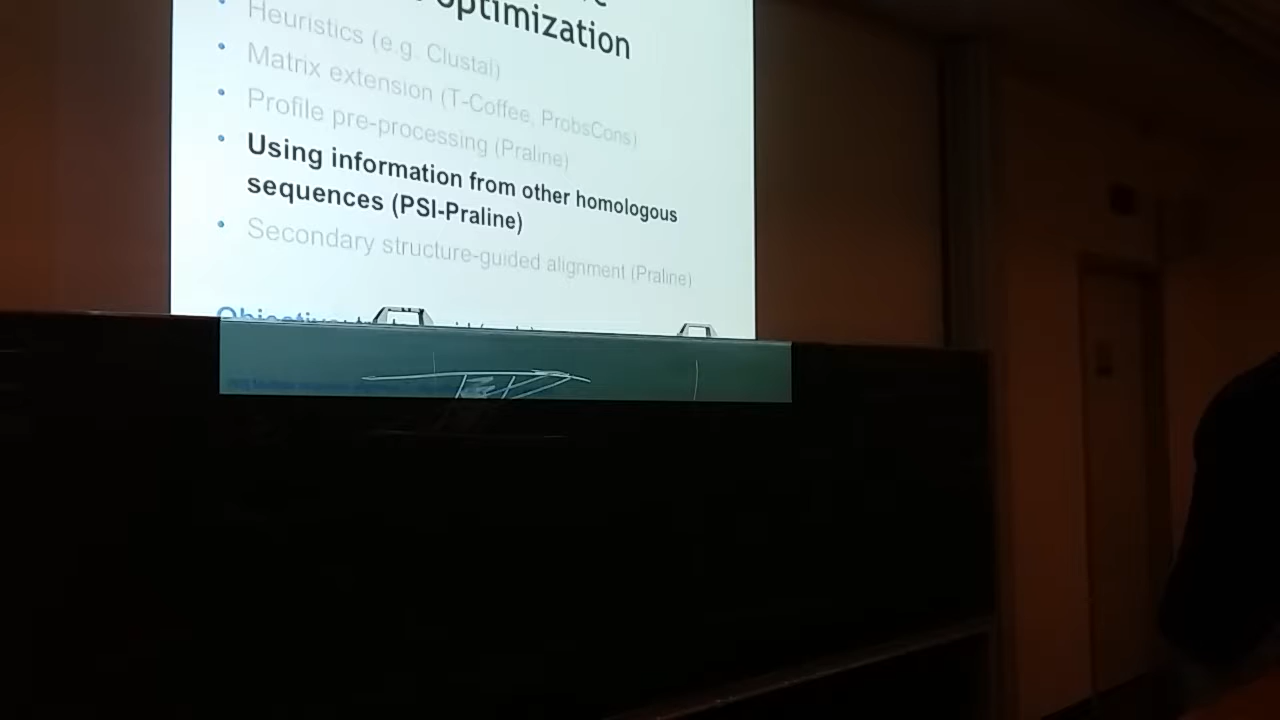 optimization
• Heuristics (e.g. Clustal)
• Matrix extension (T-Coffee, ProbsCons)
• Profile pre-processing (Praline)
• Using information from other homologous
sequences (PSI-Praline)
• Secondary structure-guided alignment (Praline)
Objective: